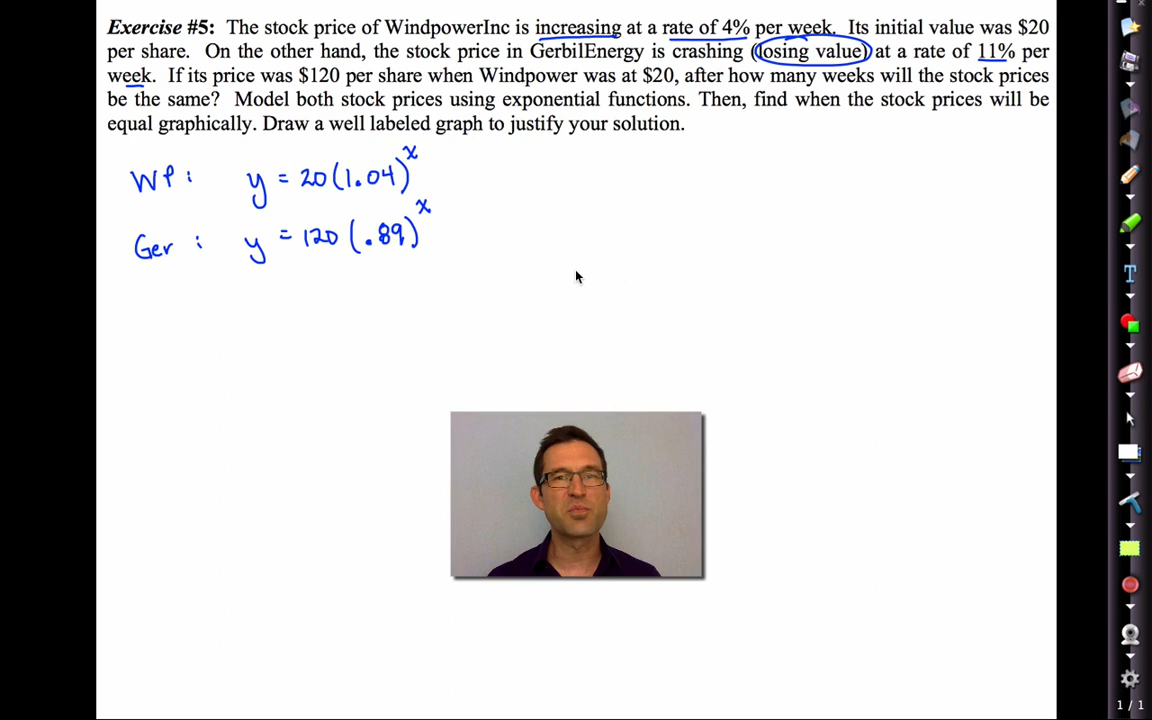 Exercise #5: The stock price of WindpowerInc is increasing at a rate of 4% per week. Its initial value was $20
per share. On the other hand, the stock price in GerbilEnergy is crashing (losing value) at a rate of 11% per
week. If its price was $120 per share when Windpower was at $20, after how many weeks will the stock prices
be the same? Model both stock prices using exponential functions. Then, find when the stock prices will be
equal graphically. Draw a well labeled graph to justify your solution.
WP: y = 20(1.04)^x
Ger: y = 120(.89)^x
T
1 / 1